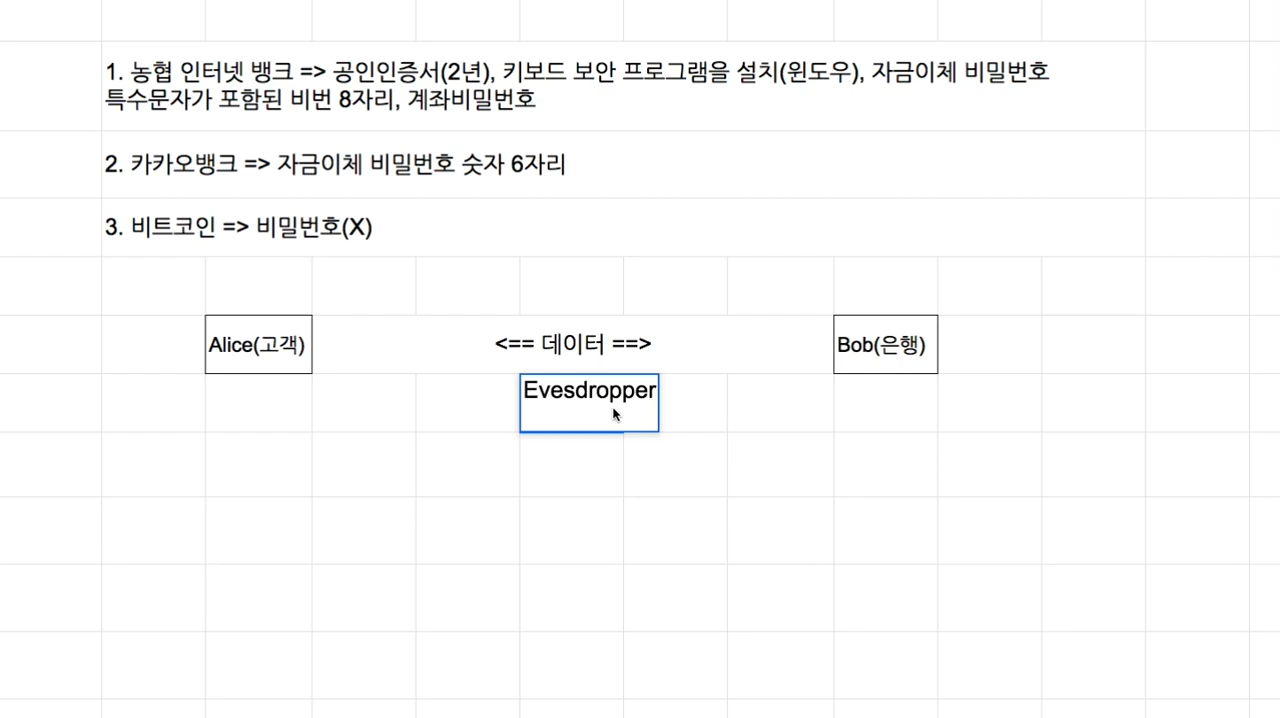 1. 농협 인터넷 뱅크 => 공인인증서(2년), 키보드 보안 프로그램을 설치(윈도우), 자금이체 비밀번호
특수문자가 포함된 비번 8자리, 계좌비밀번호
2. 카카오뱅크 => 자금이체 비밀번호 숫자 6자리
3. 비트코인 => 비밀번호(X)
Alice(고객) <== 데이터 ==> Bob(은행)
Evesdropper